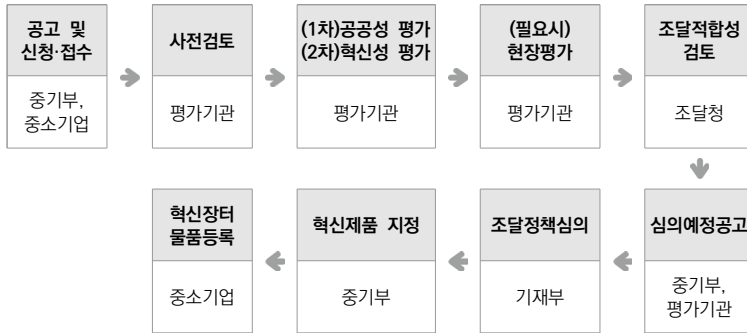 공고 및
신청·접수
중기부,
중소기업
사전검토
평가기관
(1차)공공성 평가
(2차)혁신성 평가
평가기관
(필요시)
현장평가
평가기관
조달적합성
검토
조달청
심의예정공고
중기부,
평가기관
조달정책심의
기재부
혁신제품 지정
중기부
혁신장터
물품등록
중소기업